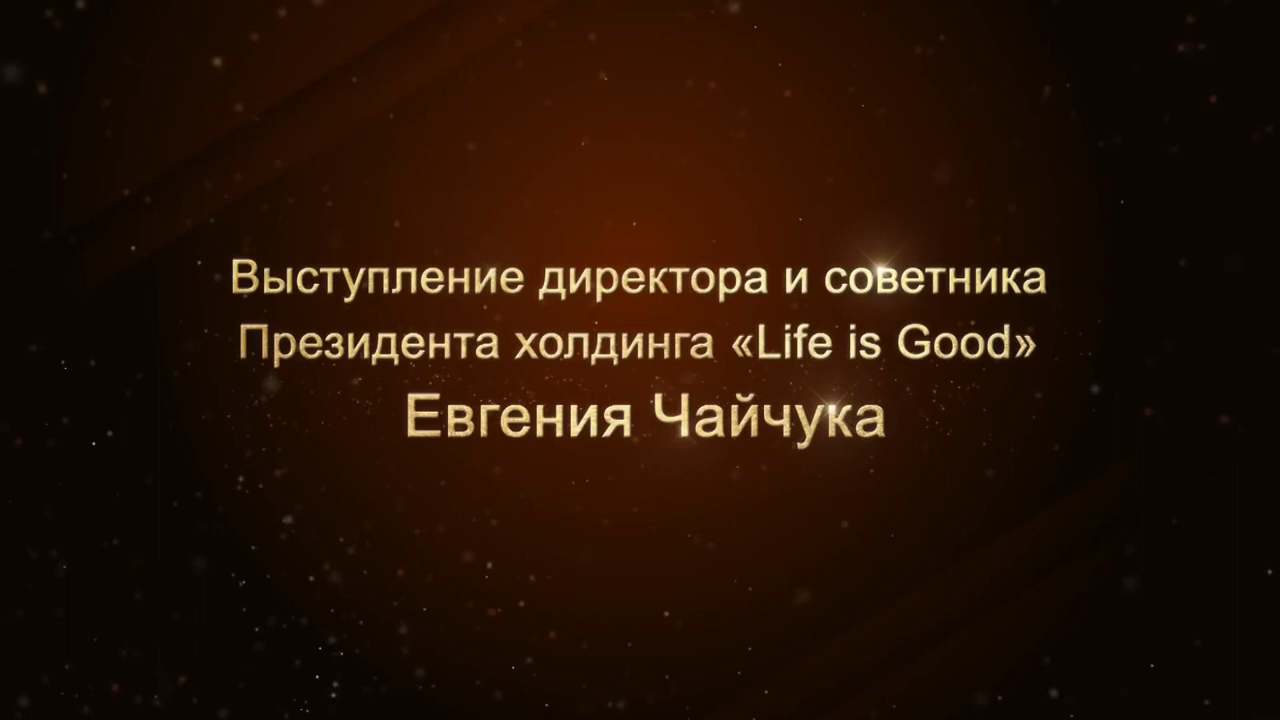 Выступление директора и советника
Президента холдинга «Life is Good»
Евгения Чайчука